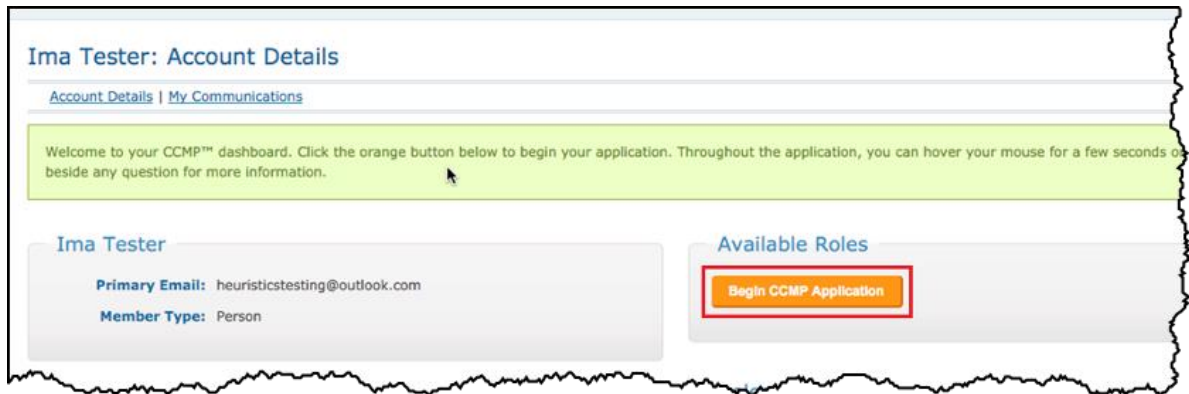 Ima Tester: Account Details
Account Details | My Communications
Welcome to your CCMP™ dashboard. Click the orange button below to begin your application. Throughout the application, you can hover your mouse for a few seconds
beside any question for more information.
Ima Tester
Primary Email: heuristicstesting@outlook.com
Member Type: Person
Available Roles
Begin CCMP Application